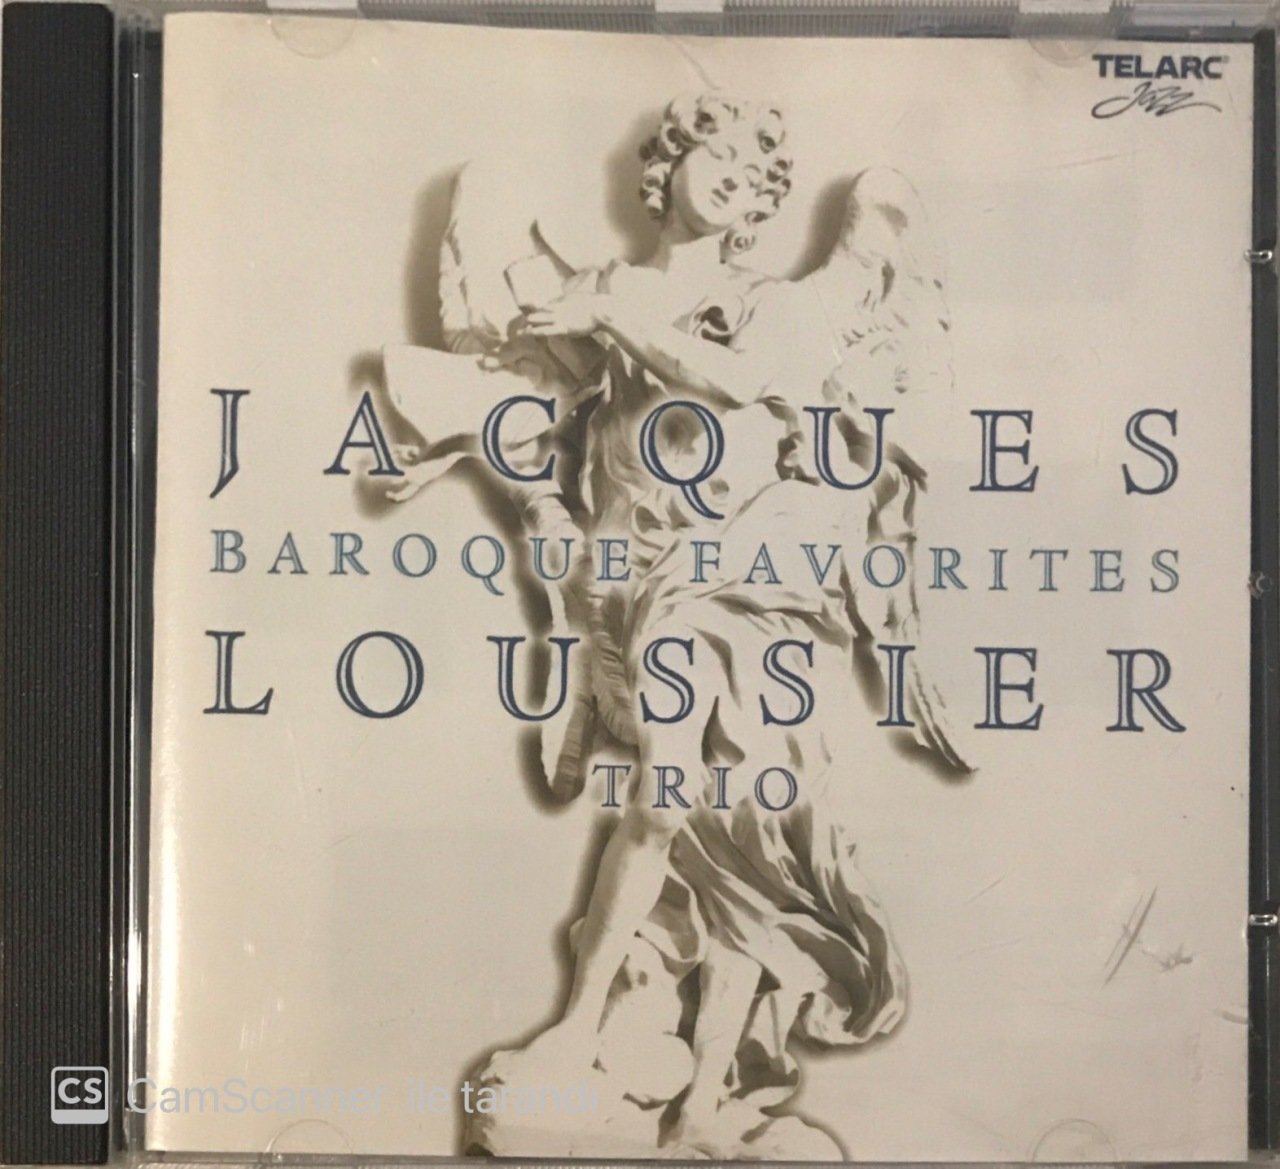 TELARC
Jazz
JACQUES
BAROQUE FAVORITES
LOUSSIER
TRIO
CS CamScanner ile tarandı